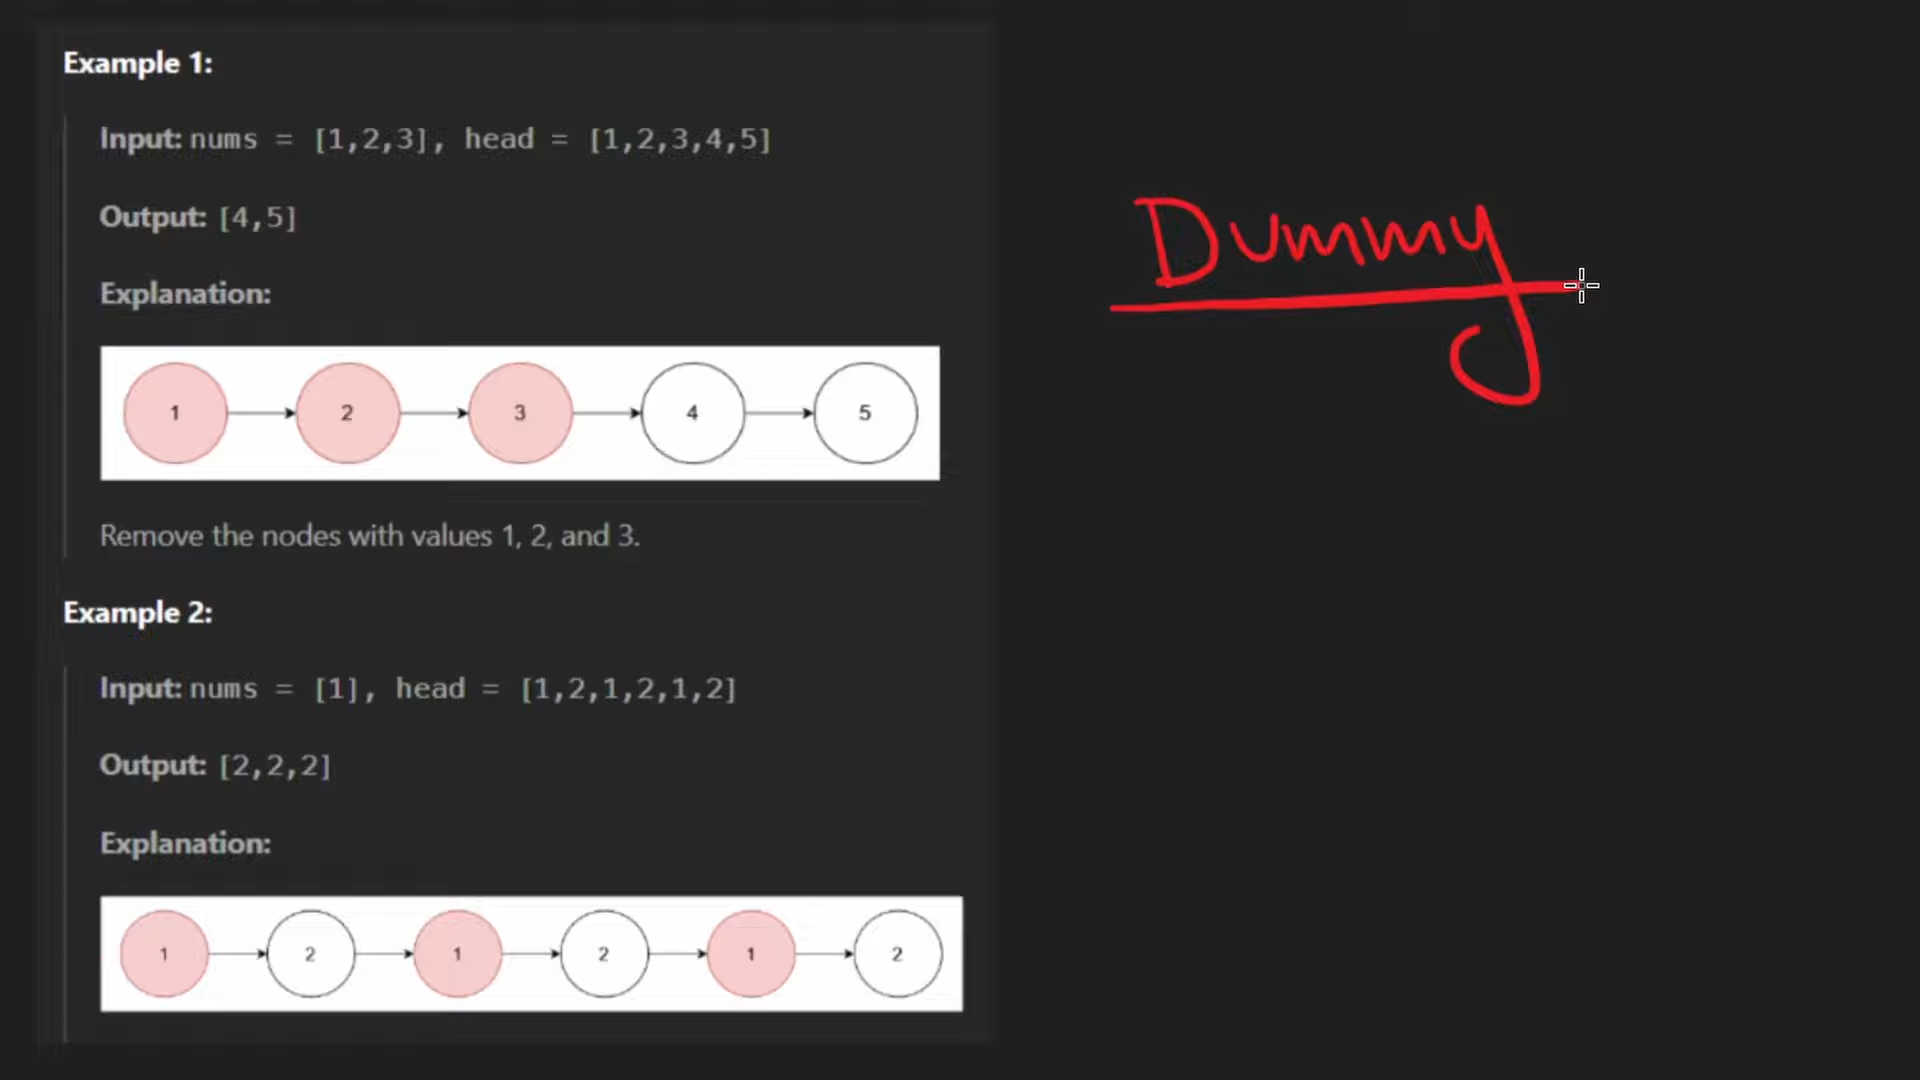 Example 1:
Input: nums = [1,2,3], head = [1,2,3,4,5]
Output: [4,5]
Explanation:
1 2 3 4 5
Remove the nodes with values 1, 2, and 3.
Example 2:
Input: nums = [1], head = [1,2,1,2,1,2]
Output: [2,2,2]
Explanation:
1 2 1 2 1 2
Dummy